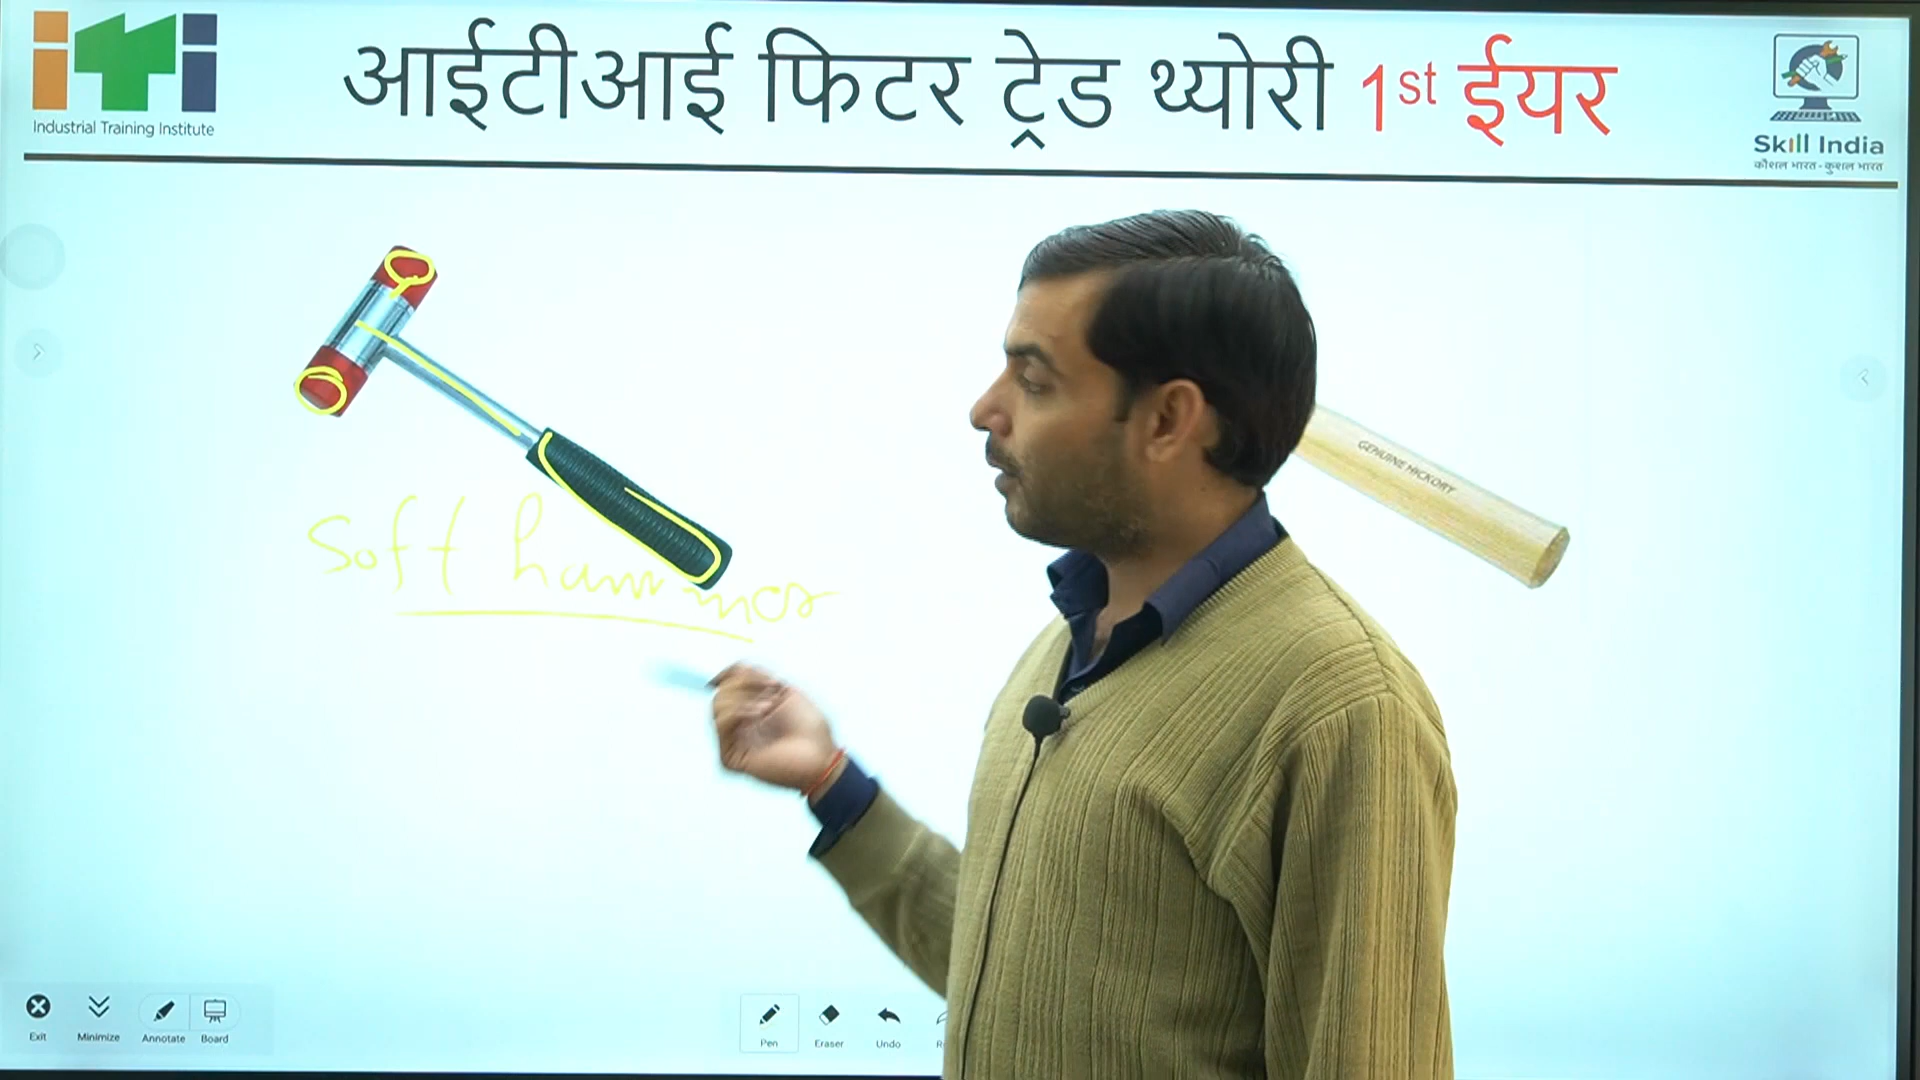 iTi
Industrial Training Institute
आईटीआई फिटर ट्रेड थ्योरी 1st ईयर
Skill India
कौशल भारत - कुशल भारत
GENUINE HICKORY
Soft hammer
Exit
Minimize
Annotate
Board
Pen
Eraser
Undo